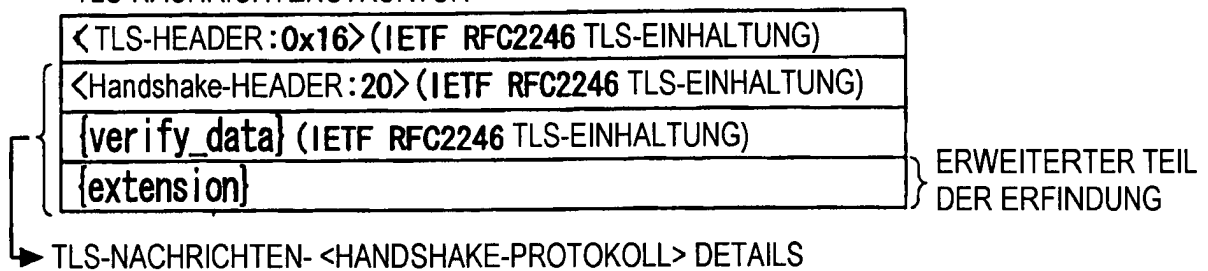 <TLS-HEADER:0x16>(IETF RFC2246 TLS-EINHALTUNG)
<Handshake-HEADER:20>(IETF RFC2246 TLS-EINHALTUNG)
{verify_data} (IETF RFC2246 TLS-EINHALTUNG)
{extension}
ERWEITERTER TEIL
DER ERFINDUNG
TLS-NACHRICHTEN- <HANDSHAKE-PROTOKOLL> DETAILS